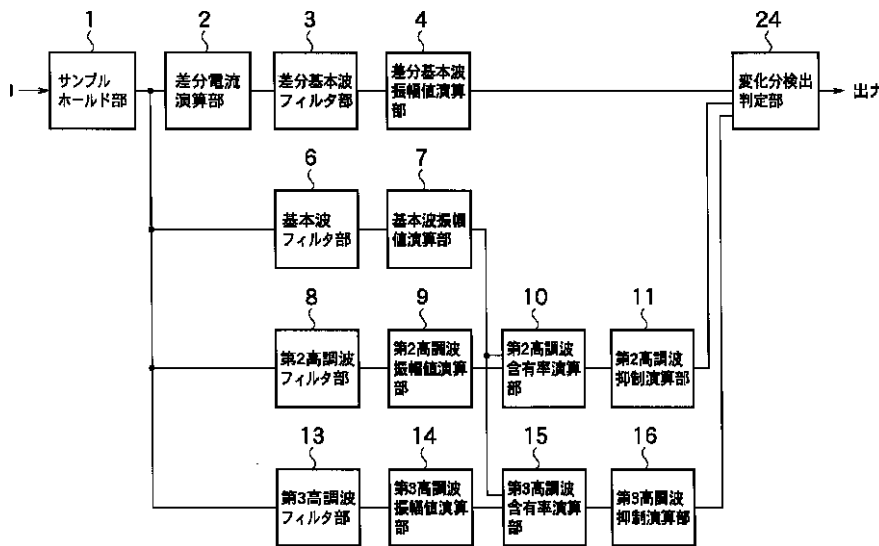 1 2 3 4 24
サンプル
ホールド部
差分電流
演算部
差分基本波
フィルタ部
差分基本波
振幅値演算部
変化分検出
判定部
出力
6 7
基本波
フィルタ部
基本波振幅
値演算部
8 9 10 11
第2高調波
フィルタ部
第2高調波
振幅値演算部
第2高調波
含有率演算部
第2高調波
抑制演算部
13 14 15 16
第3高調波
フィルタ部
第3高調波
振幅値演算部
第3高調波
含有率演算部
第3高調波
抑制演算部